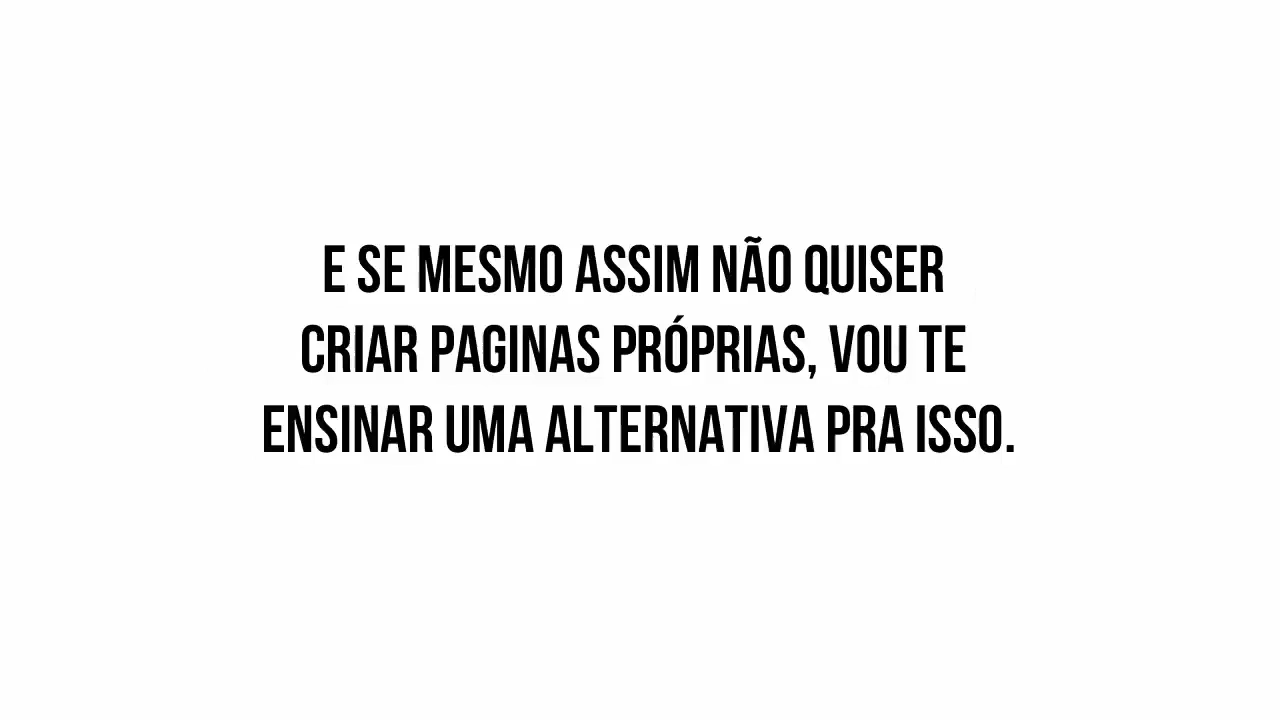 E SE MESMO ASSIM NÃO QUISER
CRIAR PAGINAS PRÓPRIAS, VOU TE
ENSINAR UMA ALTERNATIVA PRA ISSO.